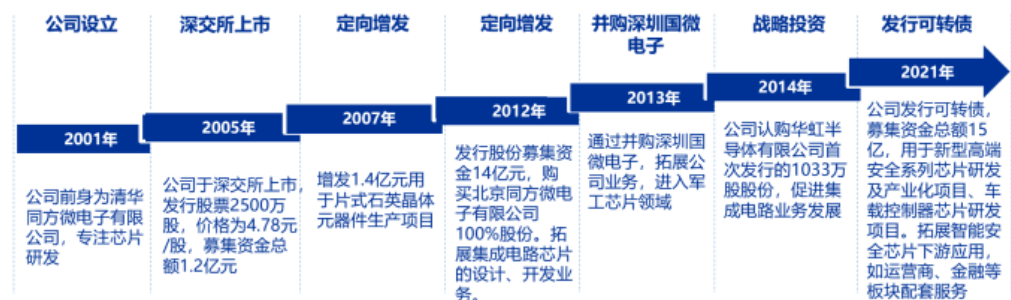 公司设立
深交所上市
定向增发
定向增发
并购深圳国微
电子
战略投资
发行可转债
2001年
2005年
2007年
2012年
2013年
2014年
2021年
公司前身为清华
同方微电子有限
公司，专注芯片
研发
公司于深交所上市，
发行股票2500万
股，价格为4.78元
/股，募集资金总
额1.2亿元
增发1.4亿元用
于片式石英晶体
元器件生产项目
发行股份募集资
金14亿元，购
买北京同方微电
子有限公司
100%股份。拓
展集成电路芯片
的设计、开发业
务。
通过并购深圳国
微电子，拓展公
司业务，进入军
工芯片领域
公司认购华虹半
导体有限公司首
次发行的1033万
股股份，促进集
成电路业务发展
公司发行可转债，
募集资金总额15
亿，用于新型高端
安全系列芯片研发
及产业化项目、车
载控制器芯片研发
项目。拓展智能安
全芯片下游应用，
如运营商、金融等
板块配套服务